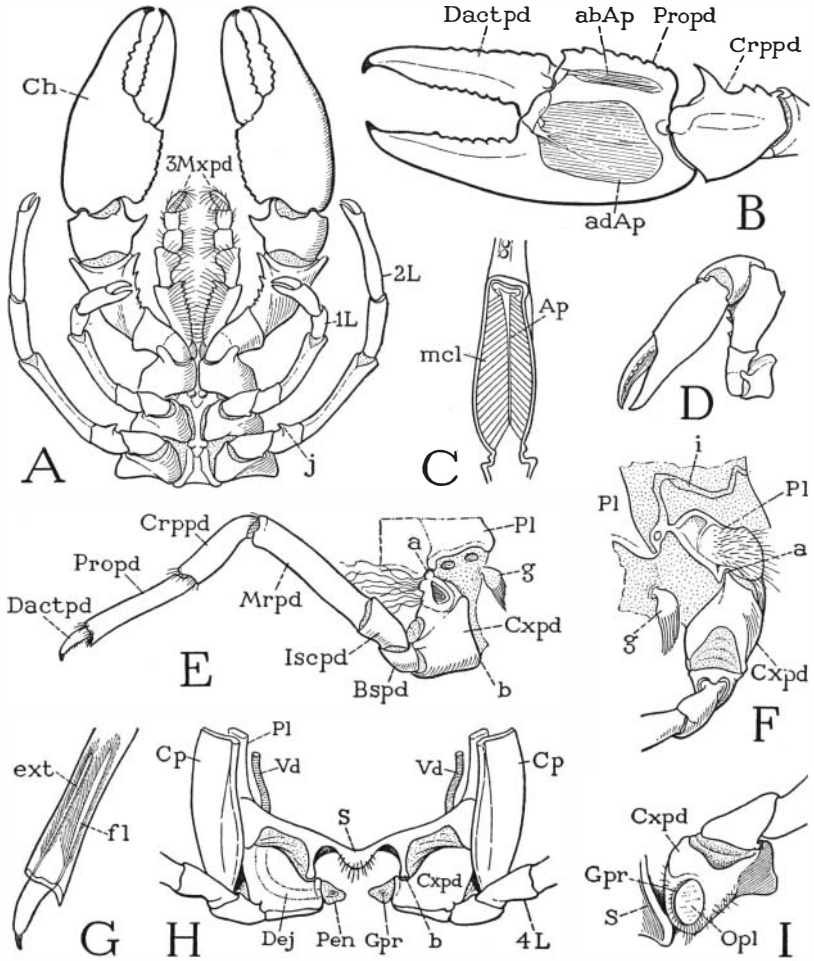 Ch
3Mxpd
2L
1L
j
A
Dactpd
abAp
Propd
Crppd
adAp
B
Ap
mcl
C
D
Crppd
Propd
Dactpd
Mrpd
Iscpd
Bspd
Pl
a
g
Cxpd
b
E
i
Pl
Pl
a
g
Cxpd
F
ext
fl
G
Cp
Pl
Vd
S
Vd
Cp
Cxpd
Dej
Pen
Gpr
b
4L
H
Cxpd
Gpr
S
Opl
I